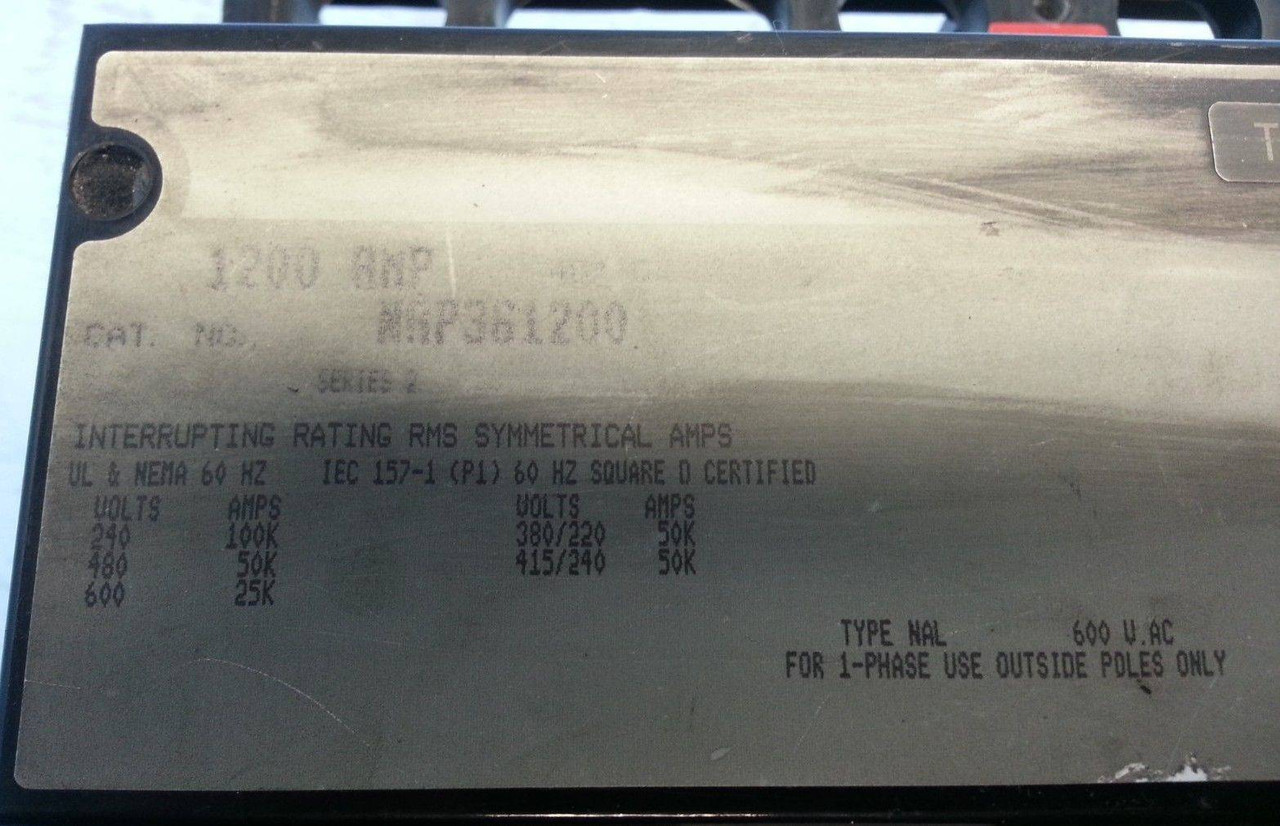 T
1200 AMP
CAT. NO. NAP361200
SERIES 2
INTERRUPTING RATING RMS SYMMETRICAL AMPS
UL & NEMA 60 HZ IEC 157-1 (P1) 60 HZ SQUARE D CERTIFIED
VOLTS AMPS VOLTS AMPS
240 100K 380/220 50K
480 50K 415/240 50K
600 25K
TYPE NAL 600 V.AC
FOR 1-PHASE USE OUTSIDE POLES ONLY